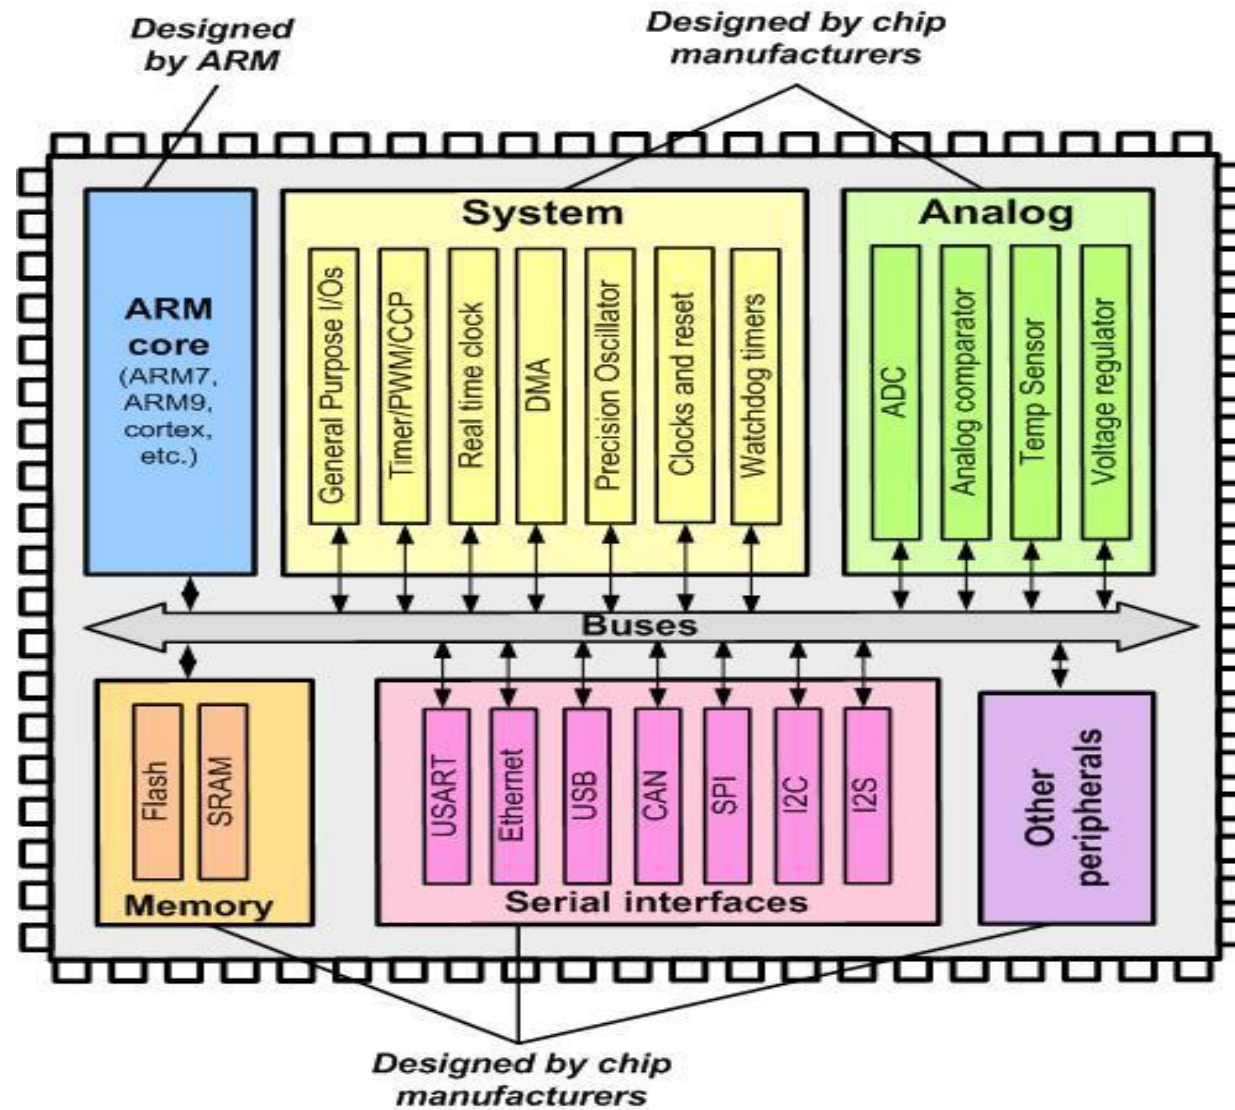 Designed
by ARM
Designed by chip
manufacturers
ARM
core
(ARM7,
ARM9,
cortex,
etc.)
System
General Purpose I/Os
Timer/PWM/CCP
Real time clock
DMA
Precision Oscillator
Clocks and reset
Watchdog timers
Analog
ADC
Analog comparator
Temp Sensor
Voltage regulator
Buses
Flash
SRAM
Memory
USART
Ethernet
USB
CAN
SPI
I2C
I2S
Serial interfaces
Other
peripherals
Designed by chip
manufacturers